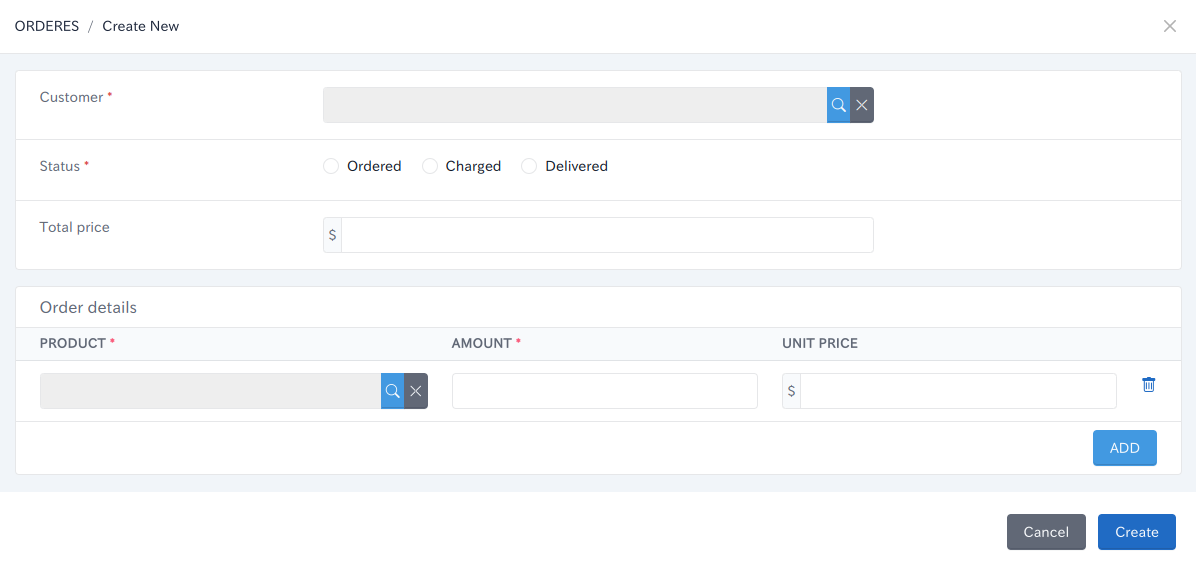 ORDERES / Create New
Customer *
Status * Ordered Charged Delivered
Total price $
Order details
PRODUCT * AMOUNT * UNIT PRICE
$
ADD
Cancel Create